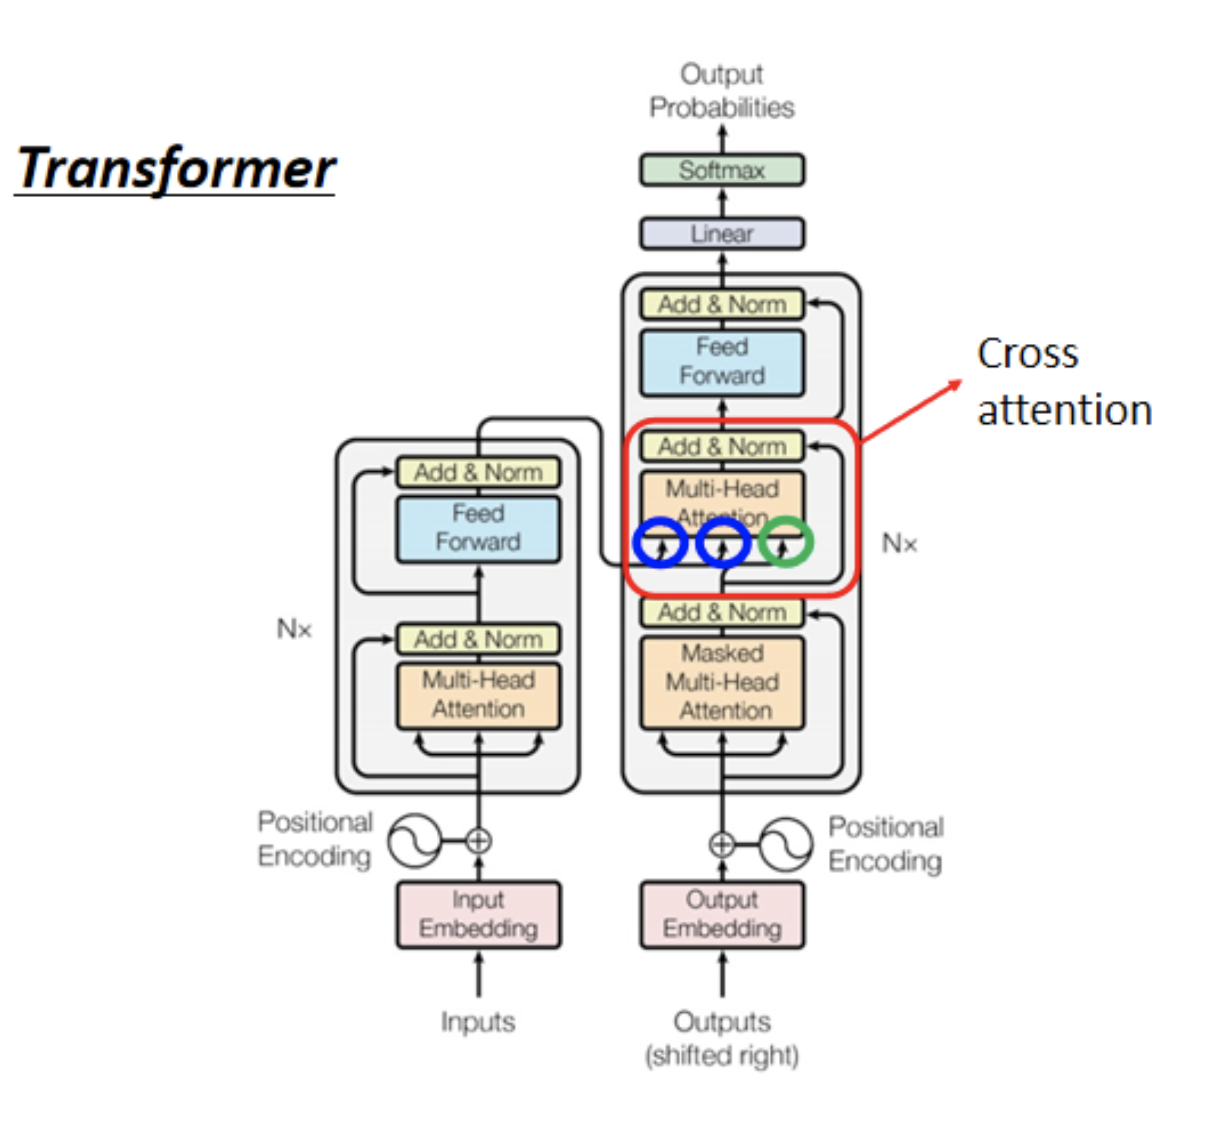 Transformer
Output
Probabilities
Softmax
Linear
Add & Norm
Feed
Forward
Cross
attention
Add & Norm
Multi-Head
Attention
Nx
Add & Norm
Masked
Multi-Head
Attention
Add & Norm
Feed
Forward
Nx
Add & Norm
Multi-Head
Attention
Positional
Encoding
Positional
Encoding
Input
Embedding
Output
Embedding
Inputs
Outputs
(shifted right)